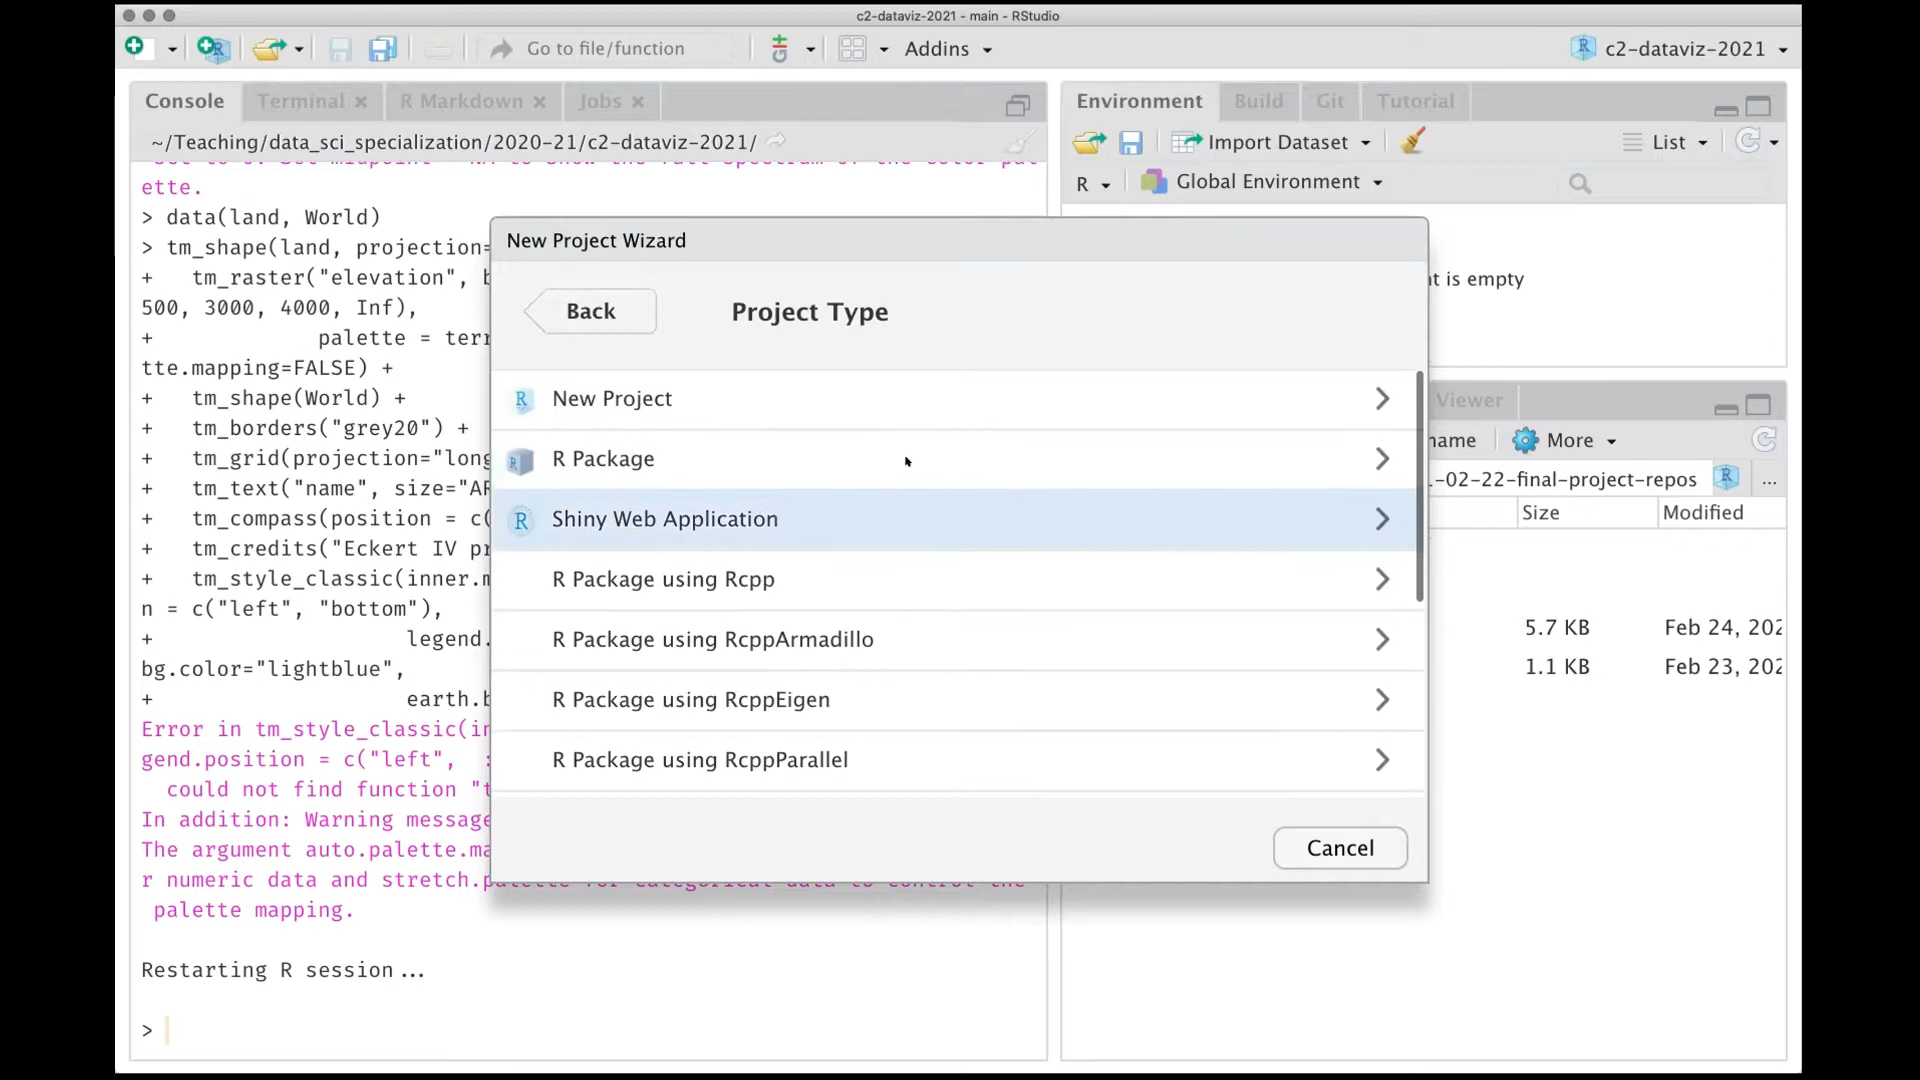 c2-dataviz-2021 - main - RStudio
Go to file/function
Addins
c2-dataviz-2021
Console
Terminal
R Markdown
Jobs
~/Teaching/data_sci_specialization/2020-21/c2-dataviz-2021/
ette.
> data(land, World)
> tm_shape(land, projection=
+ tm_raster("elevation", b
500, 3000, 4000, Inf),
+ palette = terr
tte.mapping=FALSE) +
+ tm_shape(World) +
+ tm_borders("grey20") +
+ tm_grid(projection="long
+ tm_text("name", size="AR
+ tm_compass(position = c(
+ tm_credits("Eckert IV pr
+ tm_style_classic(inner.m
n = c("left", "bottom"),
+ legend.
bg.color="lightblue",
+ earth.b
Error in tm_style_classic(in
gend.position = c("left", :
could not find function "t
In addition: Warning message
The argument auto.palette.ma
r numeric data and stretch.palette for categorical data to control the
palette mapping.
Restarting R session...
>
New Project Wizard
Back
Project Type
New Project
R Package
Shiny Web Application
R Package using Rcpp
R Package using RcppArmadillo
R Package using RcppEigen
R Package using RcppParallel
Cancel
Environment
Build
Git
Tutorial
Import Dataset
List
R
Global Environment
t is empty
Viewer
name
More
-02-22-final-project-repos
...
Size
Modified
5.7 KB
Feb 24, 202
1.1 KB
Feb 23, 202